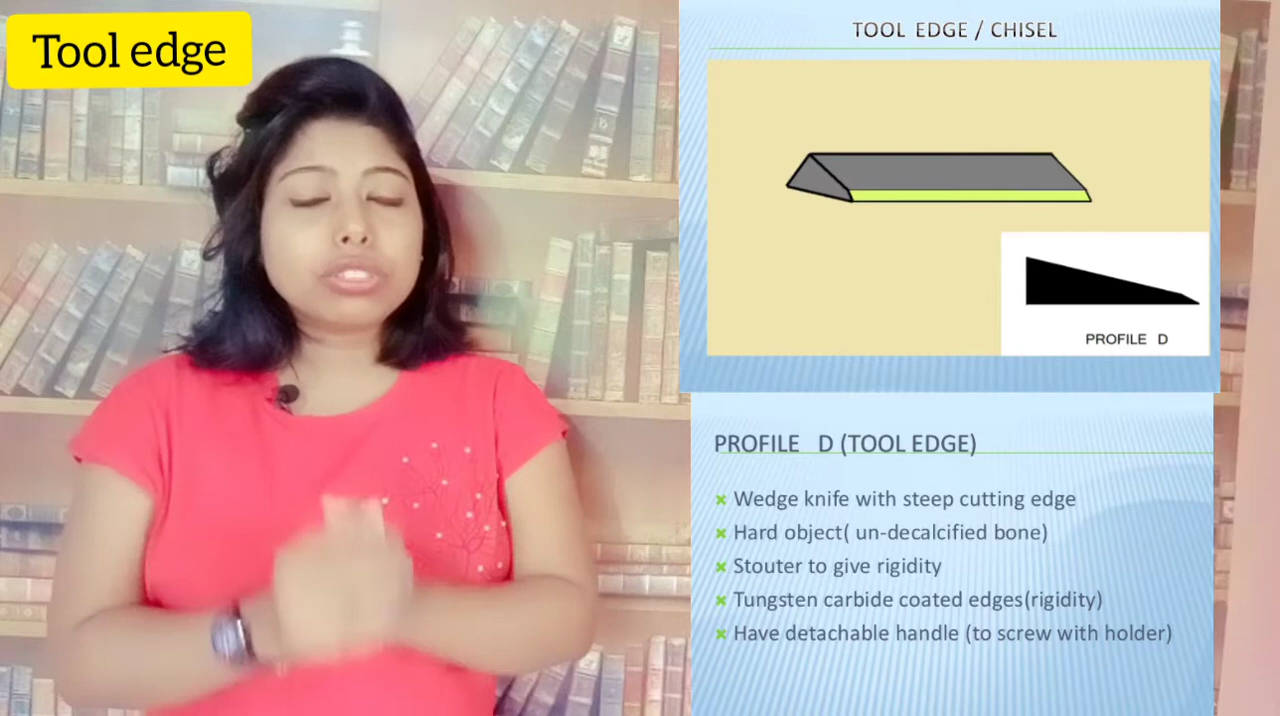 Tool edge
TOOL EDGE / CHISEL
PROFILE D
PROFILE D (TOOL EDGE)
× Wedge knife with steep cutting edge
× Hard object( un-decalcified bone)
× Stouter to give rigidity
× Tungsten carbide coated edges(rigidity)
× Have detachable handle (to screw with holder)